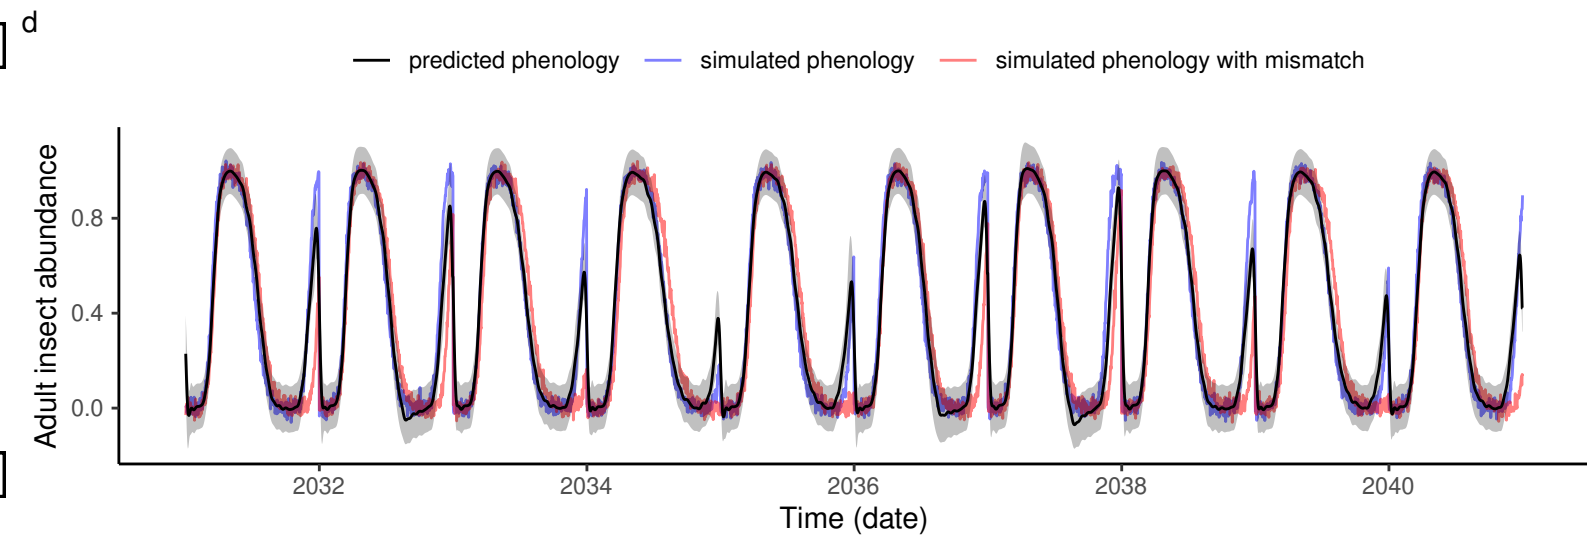 d
predicted phenology simulated phenology simulated phenology with mismatch
Adult insect abundance
0.8
0.4
0.0
2032 2034 2036 2038 2040
Time (date)